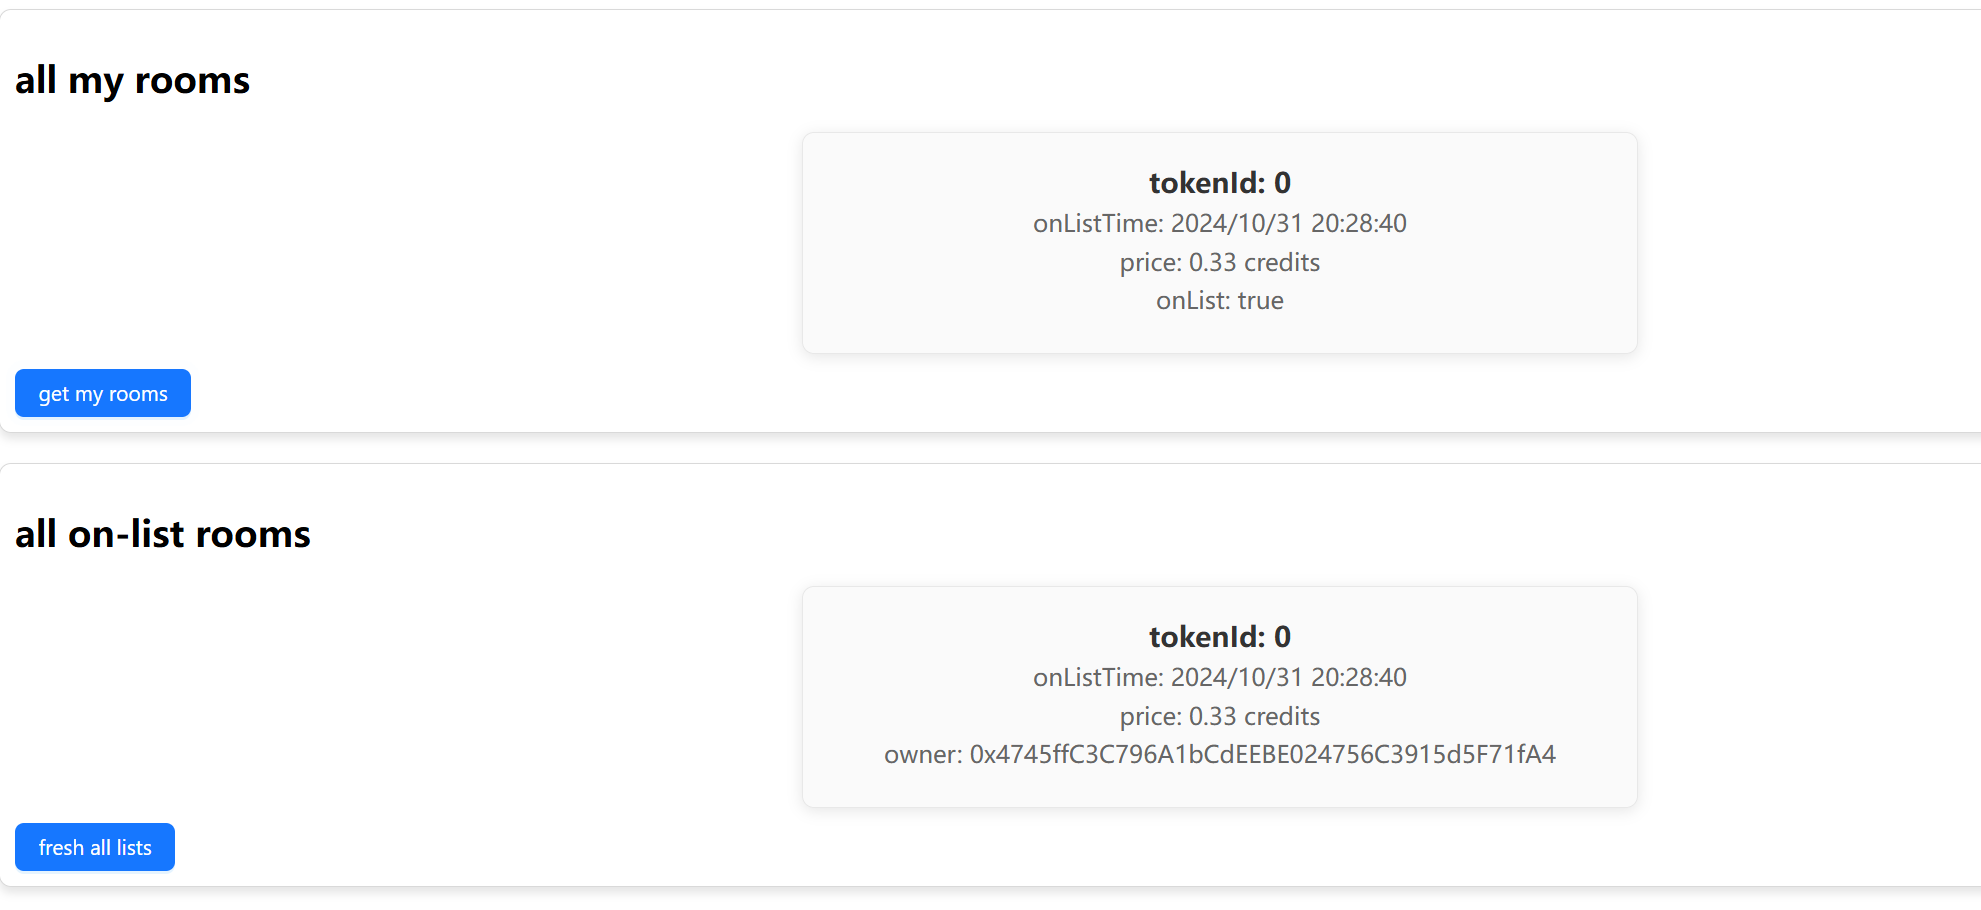 all my rooms
tokenId: 0
onListTime: 2024/10/31 20:28:40
price: 0.33 credits
onList: true
get my rooms
all on-list rooms
tokenId: 0
onListTime: 2024/10/31 20:28:40
price: 0.33 credits
owner: 0x4745ffC3C796A1bCdEEBE024756C3915d5F71fA4
fresh all lists